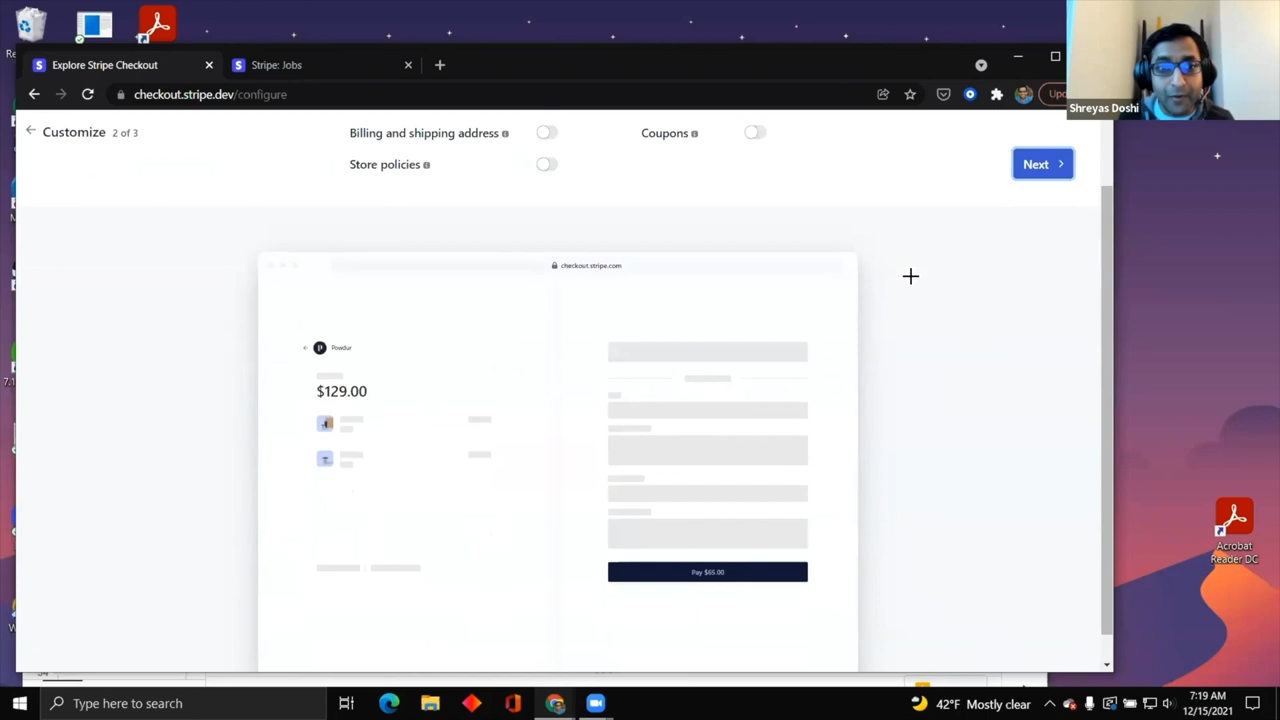 Explore Stripe Checkout
Stripe: Jobs
checkout.stripe.dev/configure
Shreyas Doshi
Customize 2 of 3
Billing and shipping address
Coupons
Store policies
Next
checkout.stripe.com
Powdur
$129.00
Pay $65.00
Acrobat
Reader DC
Type here to search
42°F Mostly clear
7:19 AM
12/15/2021